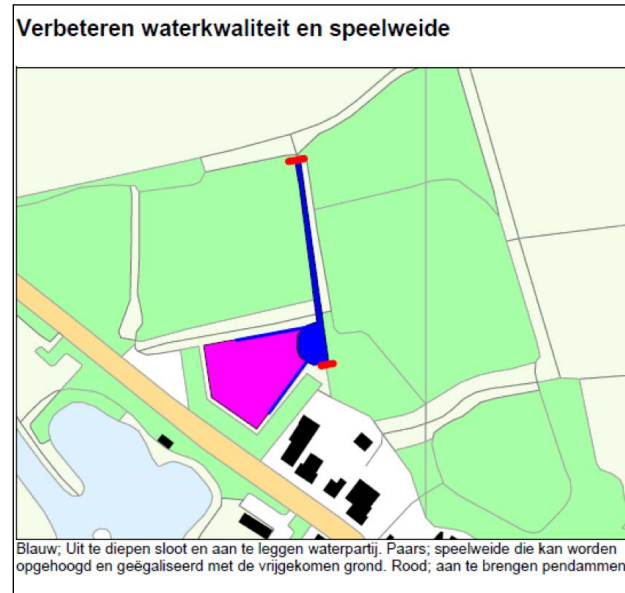 Verbeteren waterkwaliteit en speelweide
Blauw; Uit te diepen sloot en aan te leggen waterpartij. Paars; speelweide die kan worden
opgehoogd en geëgaliseerd met de vrijgekomen grond. Rood; aan te brengen pendammen